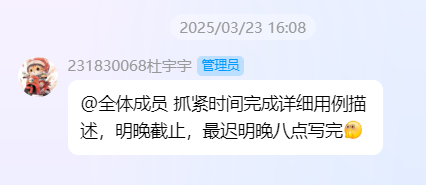 2025/03/23 16:08
231830068杜宇宇 管理员
@全体成员 抓紧时间完成详细用例描
述，明晚截止，最迟明晚八点写完